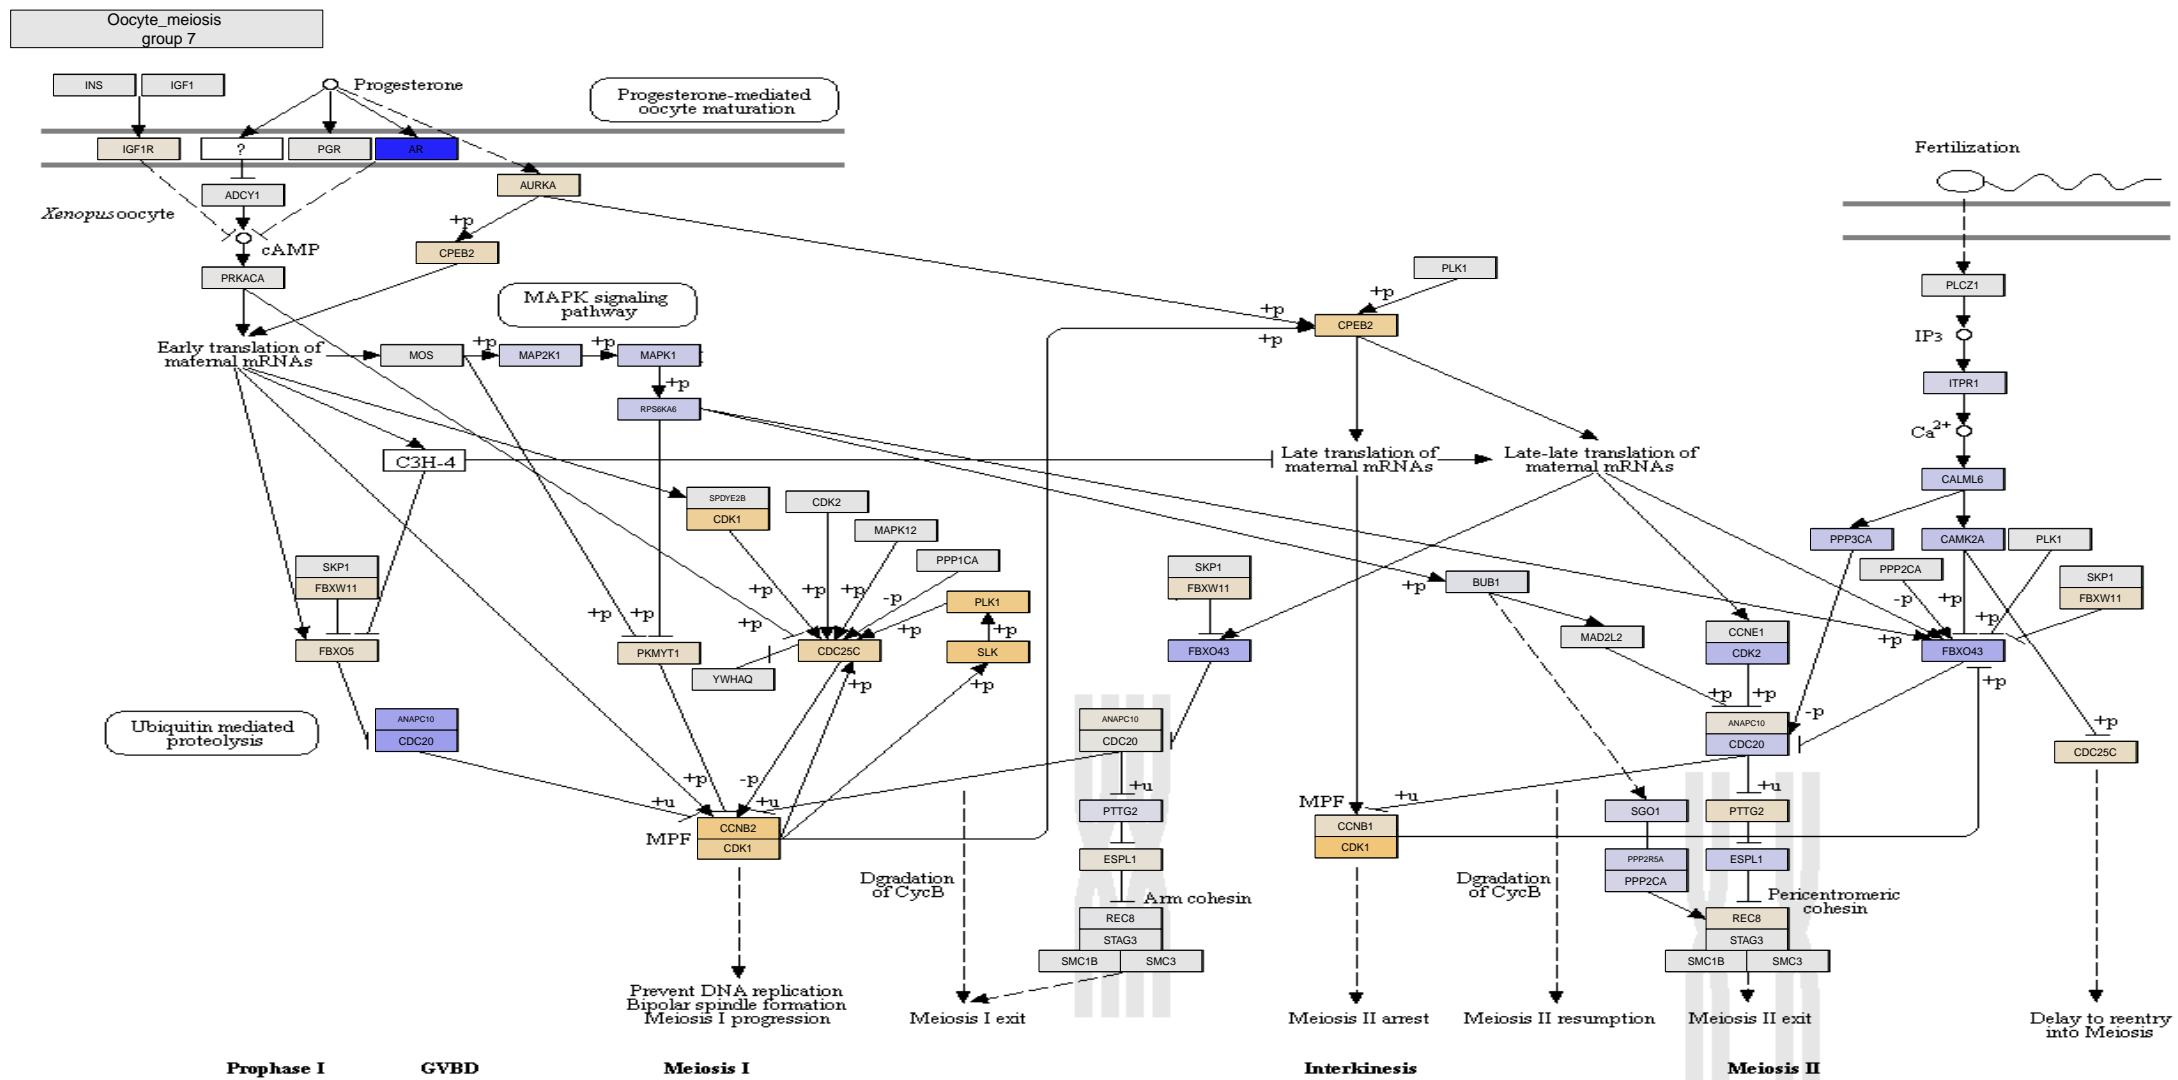 Oocyte_meiosis
group 7
INS
IGF1
Progesterone
Progesterone-mediated
oocyte maturation
IGF1R
?
PGR
AR
Fertilization
ADCY1
AURKA
Xenopus oocyte
+p
cAMP
CPEB2
PRKACA
PLK1
PLCZ1
MAPK signaling
pathway
+p
+p
+p
CPEB2
IP3
Early translation of
maternal mRNAs
MOS
+p
MAP2K1
+p
MAPK1
+p
RPS6KA6
ITPR1
C3H-4
Late translation of
maternal mRNAs
Late-late translation of
maternal mRNAs
Ca2+
CALML6
SPDYE2B
CDK1
CDK2
MAPK12
PPP1CA
PPP3CA
CAMK2A
PLK1
SKP1
FBXW11
SKP1
FBXW11
BUB1
PPP2CA
SKP1
FBXW11
+p
+p
+p
+p
+p
+p
-p
PLK1
+p
+p
+p
-p
+p
+p
+p
FBXO5
PKMYT1
CDC25C
SLK
FBXO43
MAD2L2
CCNE1
CDK2
FBXO43
YWHAQ
+p
+p
+p
+p
+p
Ubiquitin mediated
proteolysis
ANAPC10
CDC20
ANAPC10
CDC20
ANAPC10
CDC20
-p
+p
CDC25C
+p
-p
+u
+u
+u
+u
+u
MPF
CCNB2
CDK1
PTTG2
MPF
CCNB1
CDK1
SGO1
PTTG2
ESPL1
PPP2R5A
PPP2CA
ESPL1
Dgradation
of CycB
Arm cohesin
Dgradation
of CycB
Pericentromeric
cohesin
REC8
STAG3
SMC1B
SMC3
REC8
STAG3
SMC1B
SMC3
Prevent DNA replication
Bipolar spindle formation
Meiosis I progression
Meiosis I exit
Meiosis II arrest
Meiosis II resumption
Meiosis II exit
Delay to reentry
into Meiosis
Prophase I
GVBD
Meiosis I
Interkinesis
Meiosis II